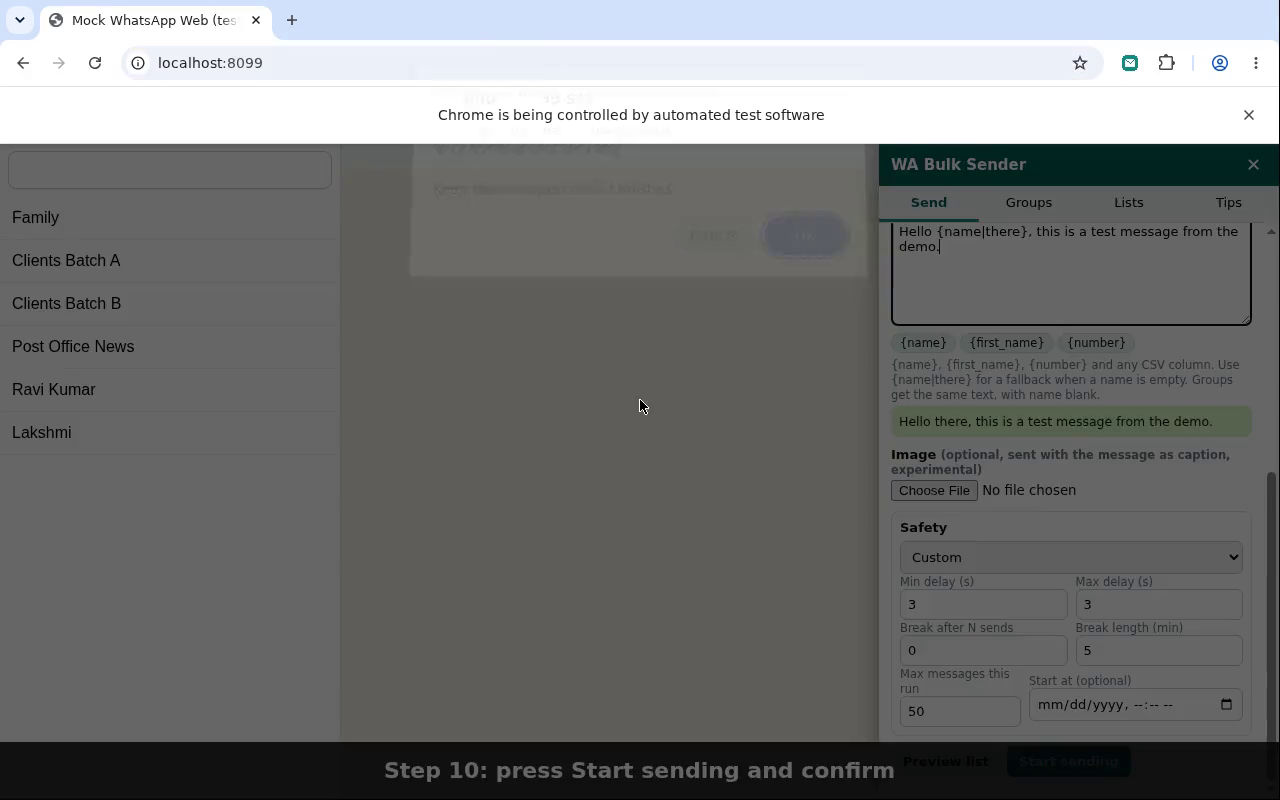 Mock WhatsApp Web (tes
localhost:8099
Chrome is being controlled by automated test software
WA Bulk Sender
Send
Groups
Lists
Tips
Family
Clients Batch A
Clients Batch B
Post Office News
Ravi Kumar
Lakshmi
Hello {name|there}, this is a test message from the
demo.
{name}
{first_name}
{number}
{name}, {first_name}, {number} and any CSV column. Use
{name|there} for a fallback when a name is empty. Groups
get the same text, with name blank.
Hello there, this is a test message from the demo.
Image (optional, sent with the message as caption,
experimental)
Choose File
No file chosen
Safety
Custom
Min delay (s)
Max delay (s)
3
3
Break after N sends
Break length (min)
0
5
Max messages this
run
Start at (optional)
50
mm/dd/yyyy, --:-- --
Preview list
Start sending
Step 10: press Start sending and confirm